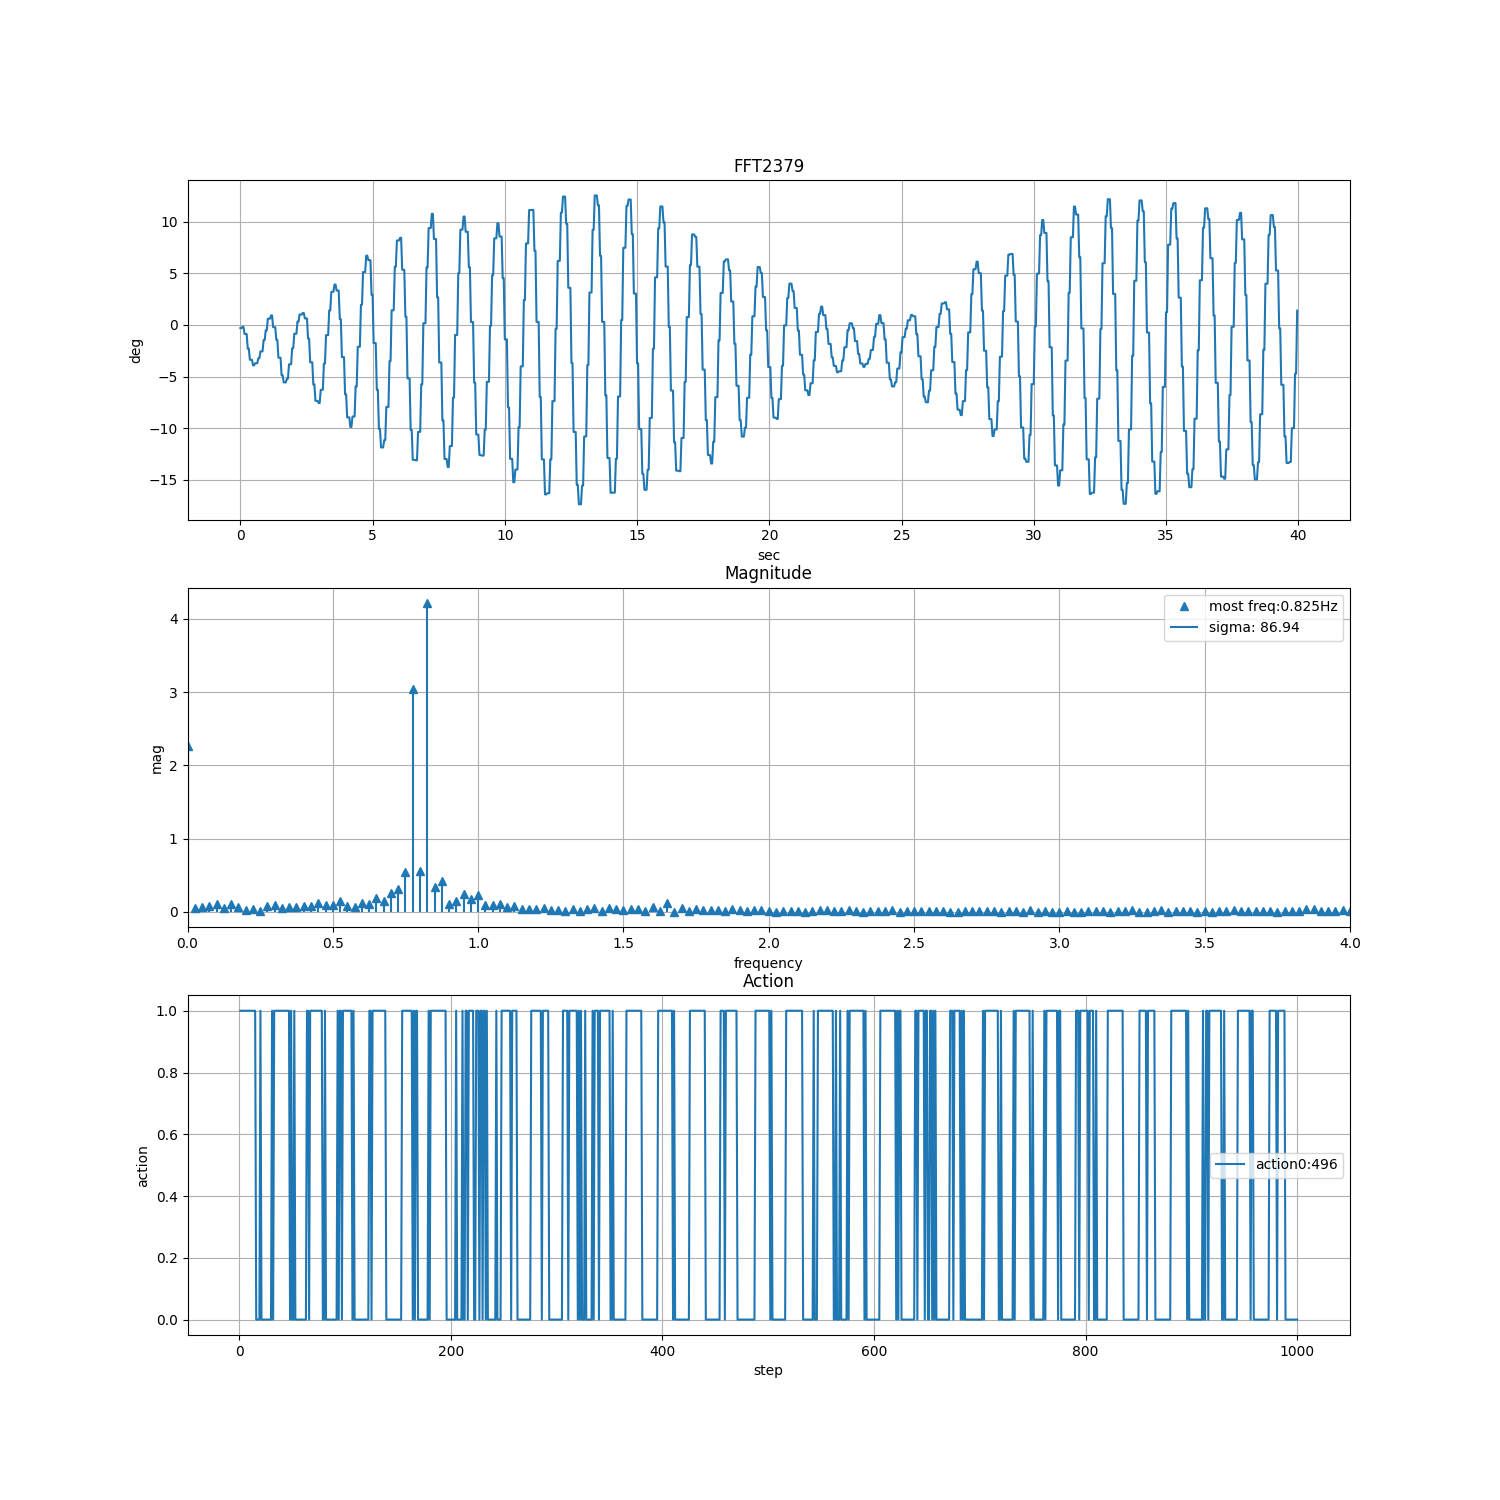 FFT2379
10
5
0
−5
−10
−15
deg
0 5 10 15 20 25 30 35 40
sec
Magnitude
4
3
2
1
0
mag
most freq:0.825Hz
sigma: 86.94
0.0 0.5 1.0 1.5 2.0 2.5 3.0 3.5 4.0
frequency
Action
1.0
0.8
0.6
0.4
0.2
0.0
action
action0:496
0 200 400 600 800 1000
step